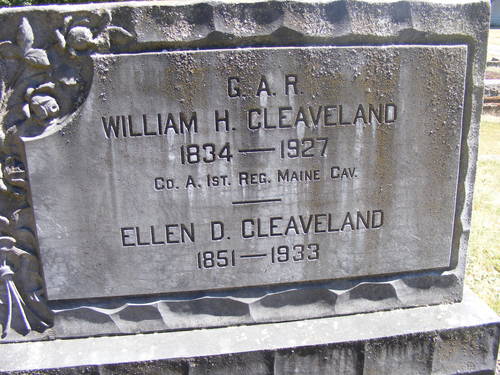 G. A. R.
WILLIAM H. CLEAVELAND
1834 — 1927
CO. A. 1ST. REG. MAINE CAV.
ELLEN D. CLEAVELAND
1851 — 1933